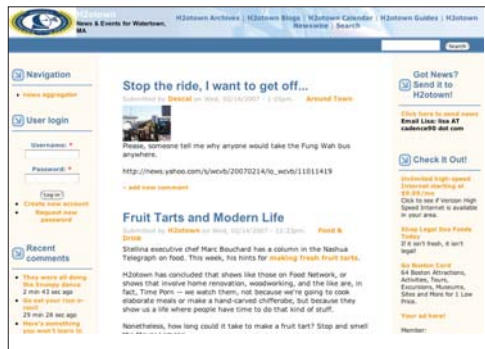 H2otown
News & Events for Watertown,
MA
H2otown Archives | H2otown Blogs | H2otown Calendar | H2otown Guides | H2otown
Newswire | Search
Search
Navigation
news aggregator
User login
Username: *
Password: *
Log in
Create new account
Request new
password
Recent
comments
They were all doing
the
dance
2 min 43 sec ago
Go eat your rice-a-
roni!
29 min 28 sec ago
Here's something
you won't learn in
Stop the ride, I want to get off...
Submitted by Descal on Wed, 02/14/2007 - 1:05pm. Around Town
Please, someone tell me why anyone would take the Fung Wah bus
anywhere.
http://news.yahoo.com/s/wcvb/20070214/lo_wcvb/11011419
add new comment
Fruit Tarts and Modern Life
Submitted by H2otown on Wed, 02/14/2007 - 12:23pm. Food &
Drink
Stellina executive chef Marc Bouchard has a column in the Nashua
Telegraph on food. This week, his hints for making fresh fruit tarts.
H2otown has concluded that shows like those on Food Network, or
shows that involve home renovation, woodworking, and the like are, in
fact, Time Porn -- we watch them, not because we're going to cook
elaborate meals or make a hand-carved chifferobe, but because they
show us a life where people have time to do that kind of stuff.
Nonetheless, how long could it take to make a fruit tart? Stop and smell
Got News?
Send it to
H2otown!
Click here to send news
Email Lisa: lisa AT
cadence90 dot com
Check It Out!
Unlimited high-speed
Internet starting at
Click to see if Verizon High
Speed Internet is available
in your area.
Shop Legal Sea Foods
Today
If it isn't fresh, it isn't
legal!
Go Boston Card
64 Boston Attractions,
Activities, Tours,
Excursions, Museums,
Sites and More for 1 Low
Price.
Your ad here!
Member: